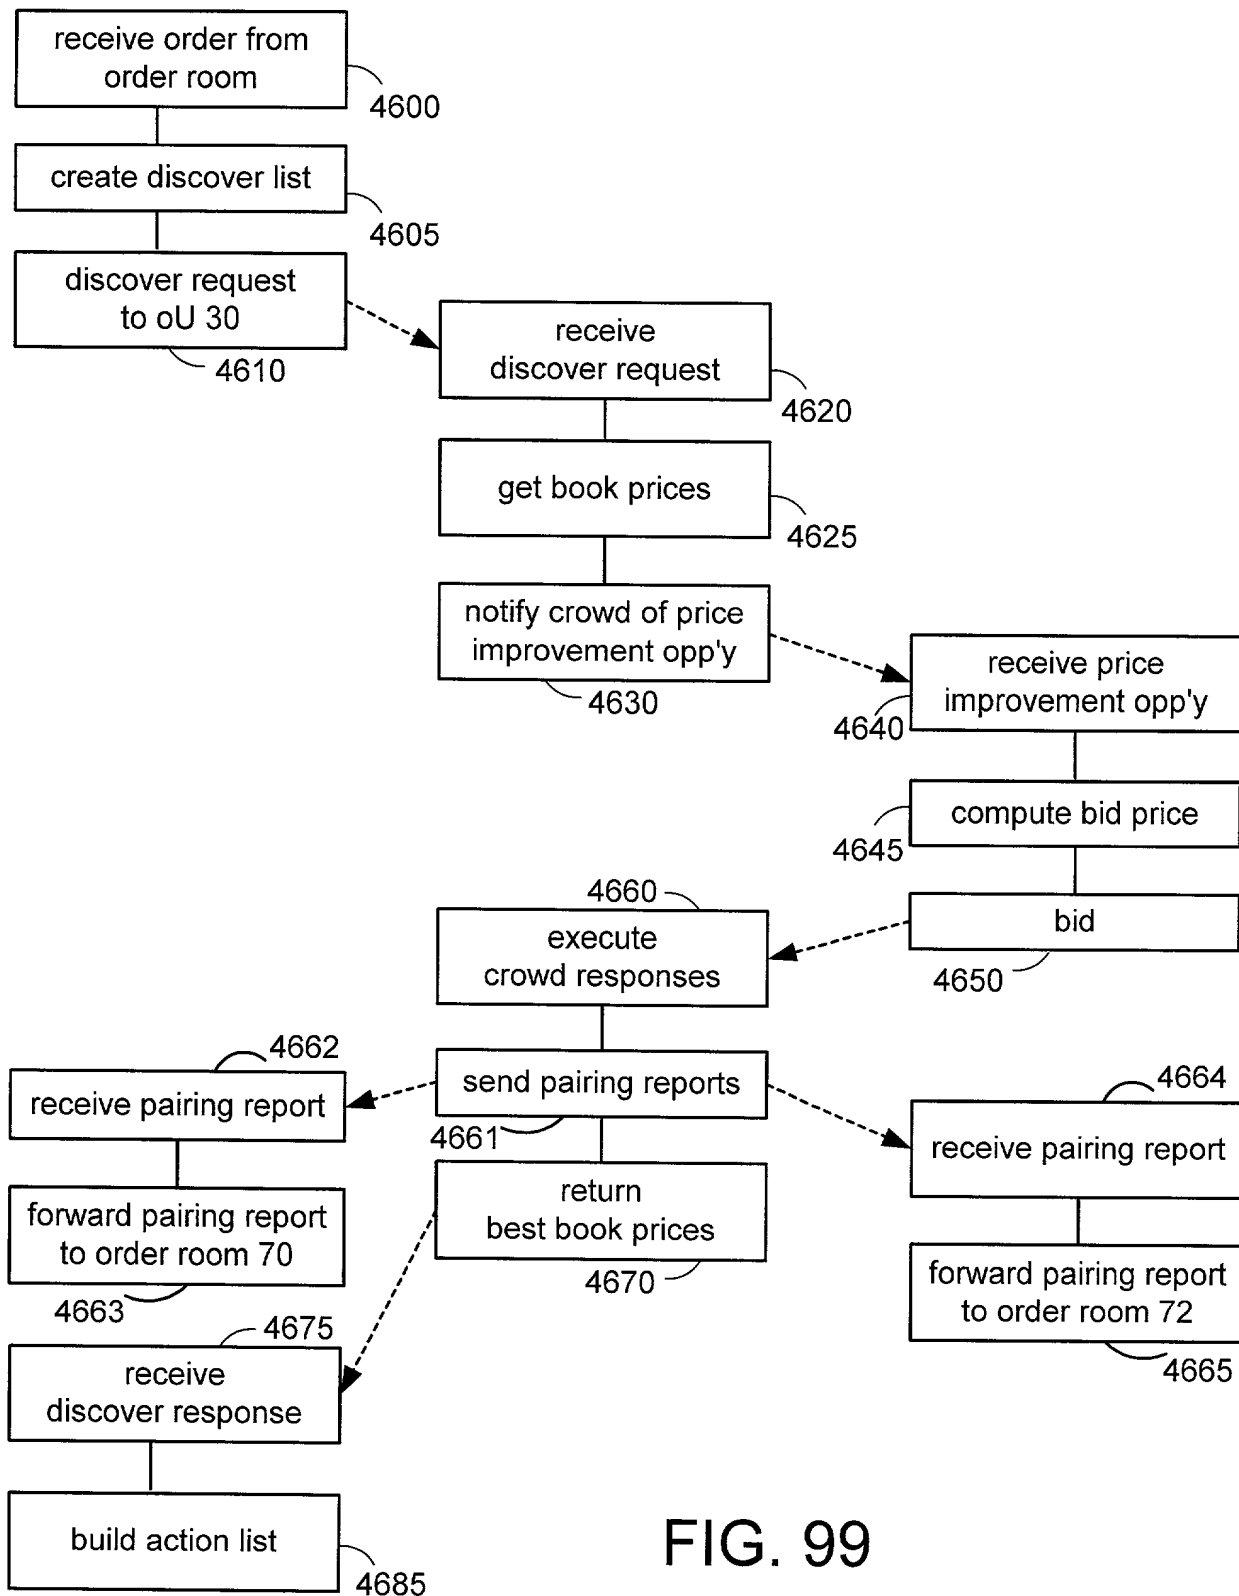 receive order from
order room
4600
create discover list
4605
discover request
to oU 30
4610
receive
discover request
4620
get book prices
4625
notify crowd of price
improvement opp'y
4630
receive price
improvement opp'y
4640
compute bid price
4645
bid
4650
4660
execute
crowd responses
4662
receive pairing report
send pairing reports
4661
4664
receive pairing report
forward pairing report
to order room 70
4663
return
best book prices
4670
forward pairing report
to order room 72
4665
4675
receive
discover response
build action list
4685
FIG. 99